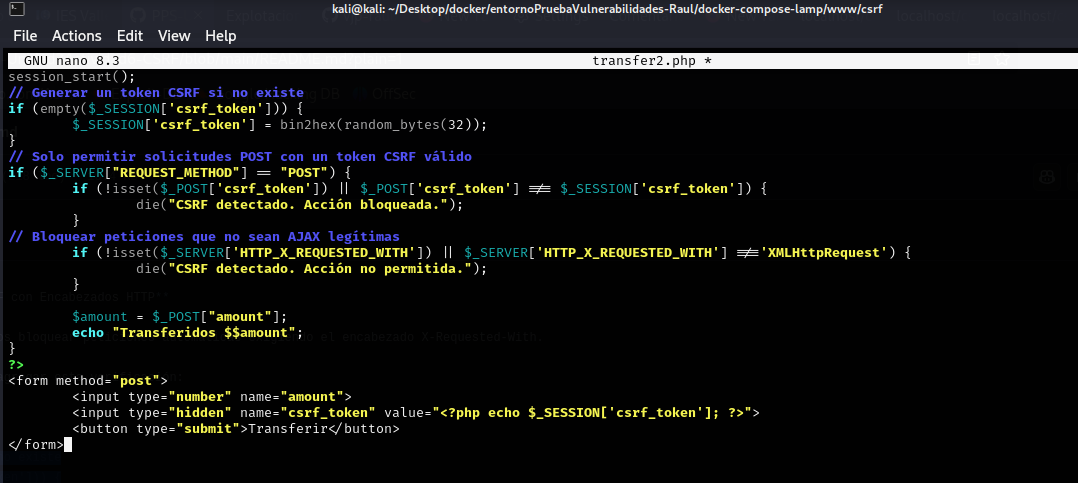 kali@kali: ~/Desktop/docker/entornoPruebaVulnerabilidades-Raul/docker-compose-lamp/www/csrf
File Actions Edit View Help
GNU nano 8.3 transfer2.php *
session_start();
// Generar un token CSRF si no existe
if (empty($_SESSION['csrf_token'])) {
$_SESSION['csrf_token'] = bin2hex(random_bytes(32));
}
// Solo permitir solicitudes POST con un token CSRF válido
if ($_SERVER["REQUEST_METHOD"] == "POST") {
if (!isset($_POST['csrf_token']) || $_POST['csrf_token'] !== $_SESSION['csrf_token']) {
die("CSRF detectado. Acción bloqueada.");
}
// Bloquear peticiones que no sean AJAX legítimas
if (!isset($_SERVER['HTTP_X_REQUESTED_WITH']) || $_SERVER['HTTP_X_REQUESTED_WITH'] !=='XMLHttpRequest') {
die("CSRF detectado. Acción no permitida.");
}
$amount = $_POST["amount"];
echo "Transferidos $$amount";
}
?>
<form method="post">
<input type="number" name="amount">
<input type="hidden" name="csrf_token" value="<?php echo $_SESSION['csrf_token']; ?>">
<button type="submit">Transferir</button>
</form>